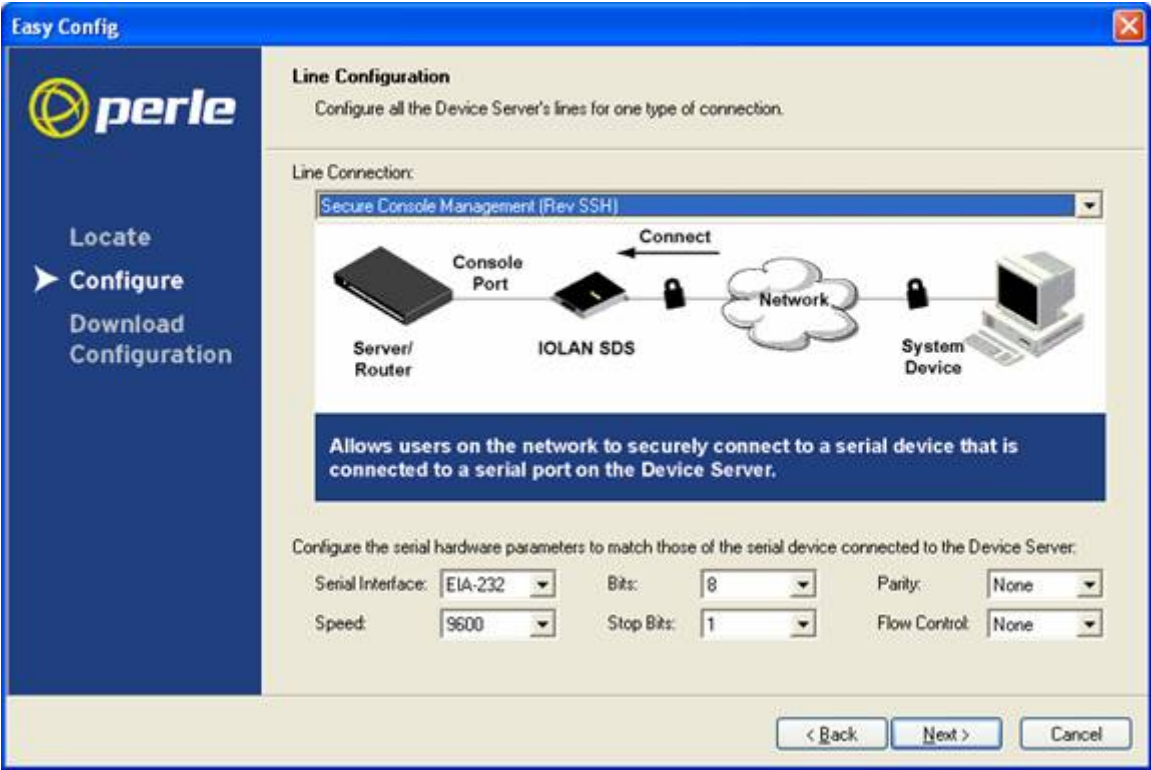 Easy Config
perle
Locate
Configure
Download
Configuration
Line Configuration
Configure all the Device Server's lines for one type of connection.
Line Connection:
Secure Console Management (Rev SSH)
Connect
Console
Port
Network
Server/
Router
IOLAN SDS
System
Device
Allows users on the network to securely connect to a serial device that is
connected to a serial port on the Device Server.
Configure the serial hardware parameters to match those of the serial device connected to the Device Server:
Serial Interface: EIA-232 Bits: 8 Parity: None
Speed: 9600 Stop Bits: 1 Flow Control: None
< Back Next > Cancel